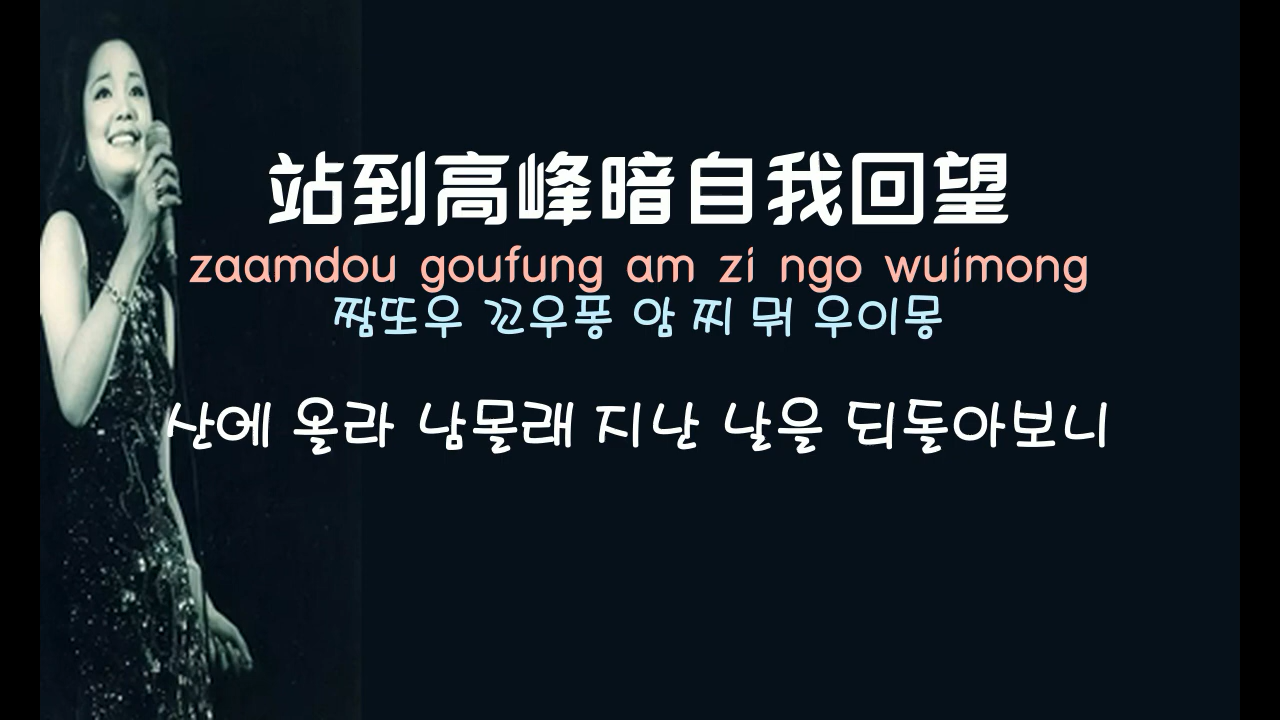 站到高峰暗自我回望
zaamdou goufung am zi ngo wuimong
짬또우 꼬우퐁 암 찌 뭐 우이몽
산에 올라 남몰래 지난 날을 되돌아보니